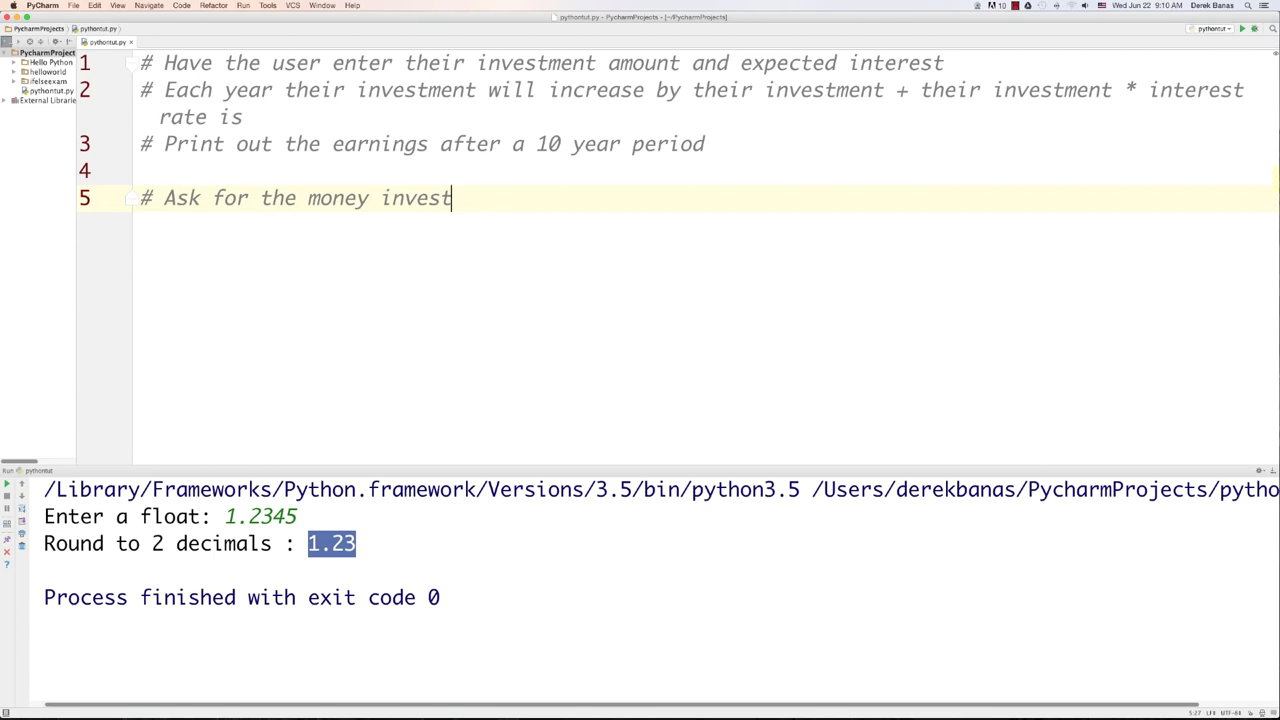 PyCharm File Edit View Navigate Code Refactor Run Tools VCS Window Help 10 Wed Jun 22 9:10 AM Derek Banas
pythontut.py - PycharmProjects - [~/PycharmProjects]
PycharmProjects pythontut.py pythontut
PycharmProject pythontut.py ×
Hello Python
helloworld
ifelseexam
pythontut.py
External Librarie
1 # Have the user enter their investment amount and expected interest
2 # Each year their investment will increase by their investment + their investment * interest
rate is
3 # Print out the earnings after a 10 year period
4
5 # Ask for the money invest
Run pythontut
/Library/Frameworks/Python.framework/Versions/3.5/bin/python3.5 /Users/derekbanas/PycharmProjects/pytho
Enter a float: 1.2345
Round to 2 decimals : 1.23
Process finished with exit code 0
5:27 LF÷ UTF-8÷